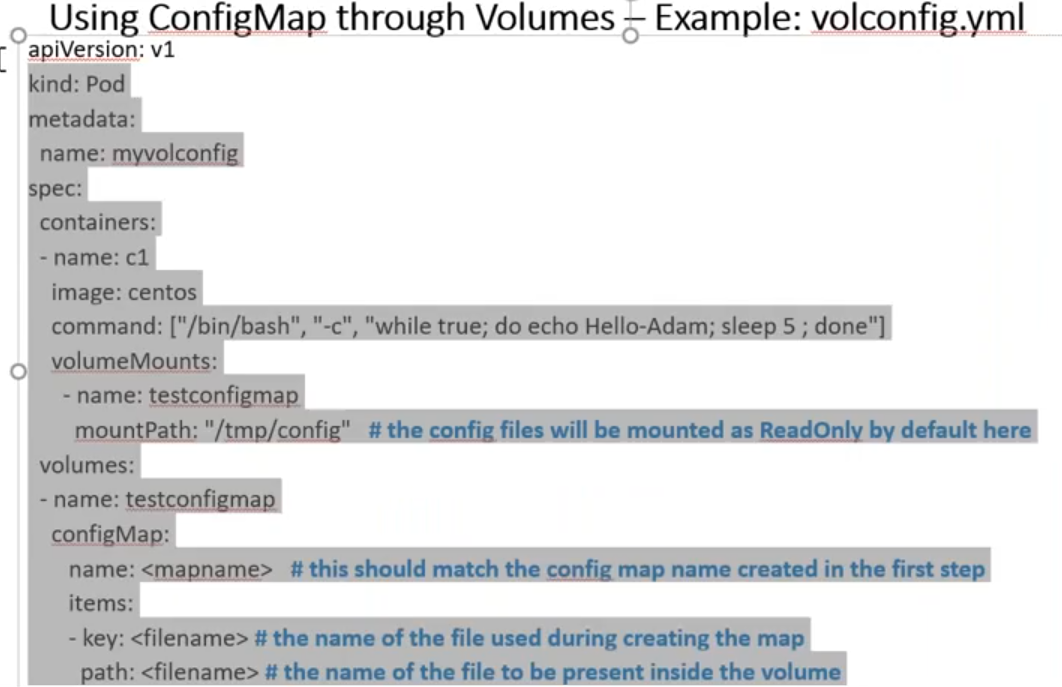 Using ConfigMap through Volumes – Example: volconfig.yml
apiVersion: v1
kind: Pod
metadata:
  name: myvolconfig
spec:
  containers:
  - name: c1
    image: centos
    command: ["/bin/bash", "-c", "while true; do echo Hello-Adam; sleep 5 ; done"]
    volumeMounts:
      - name: testconfigmap
        mountPath: "/tmp/config"   # the config files will be mounted as ReadOnly by default here
  volumes:
  - name: testconfigmap
    configMap:
       name: <mapname>   # this should match the config map name created in the first step
       items:
       - key: <filename> # the name of the file used during creating the map
         path: <filename> # the name of the file to be present inside the volume